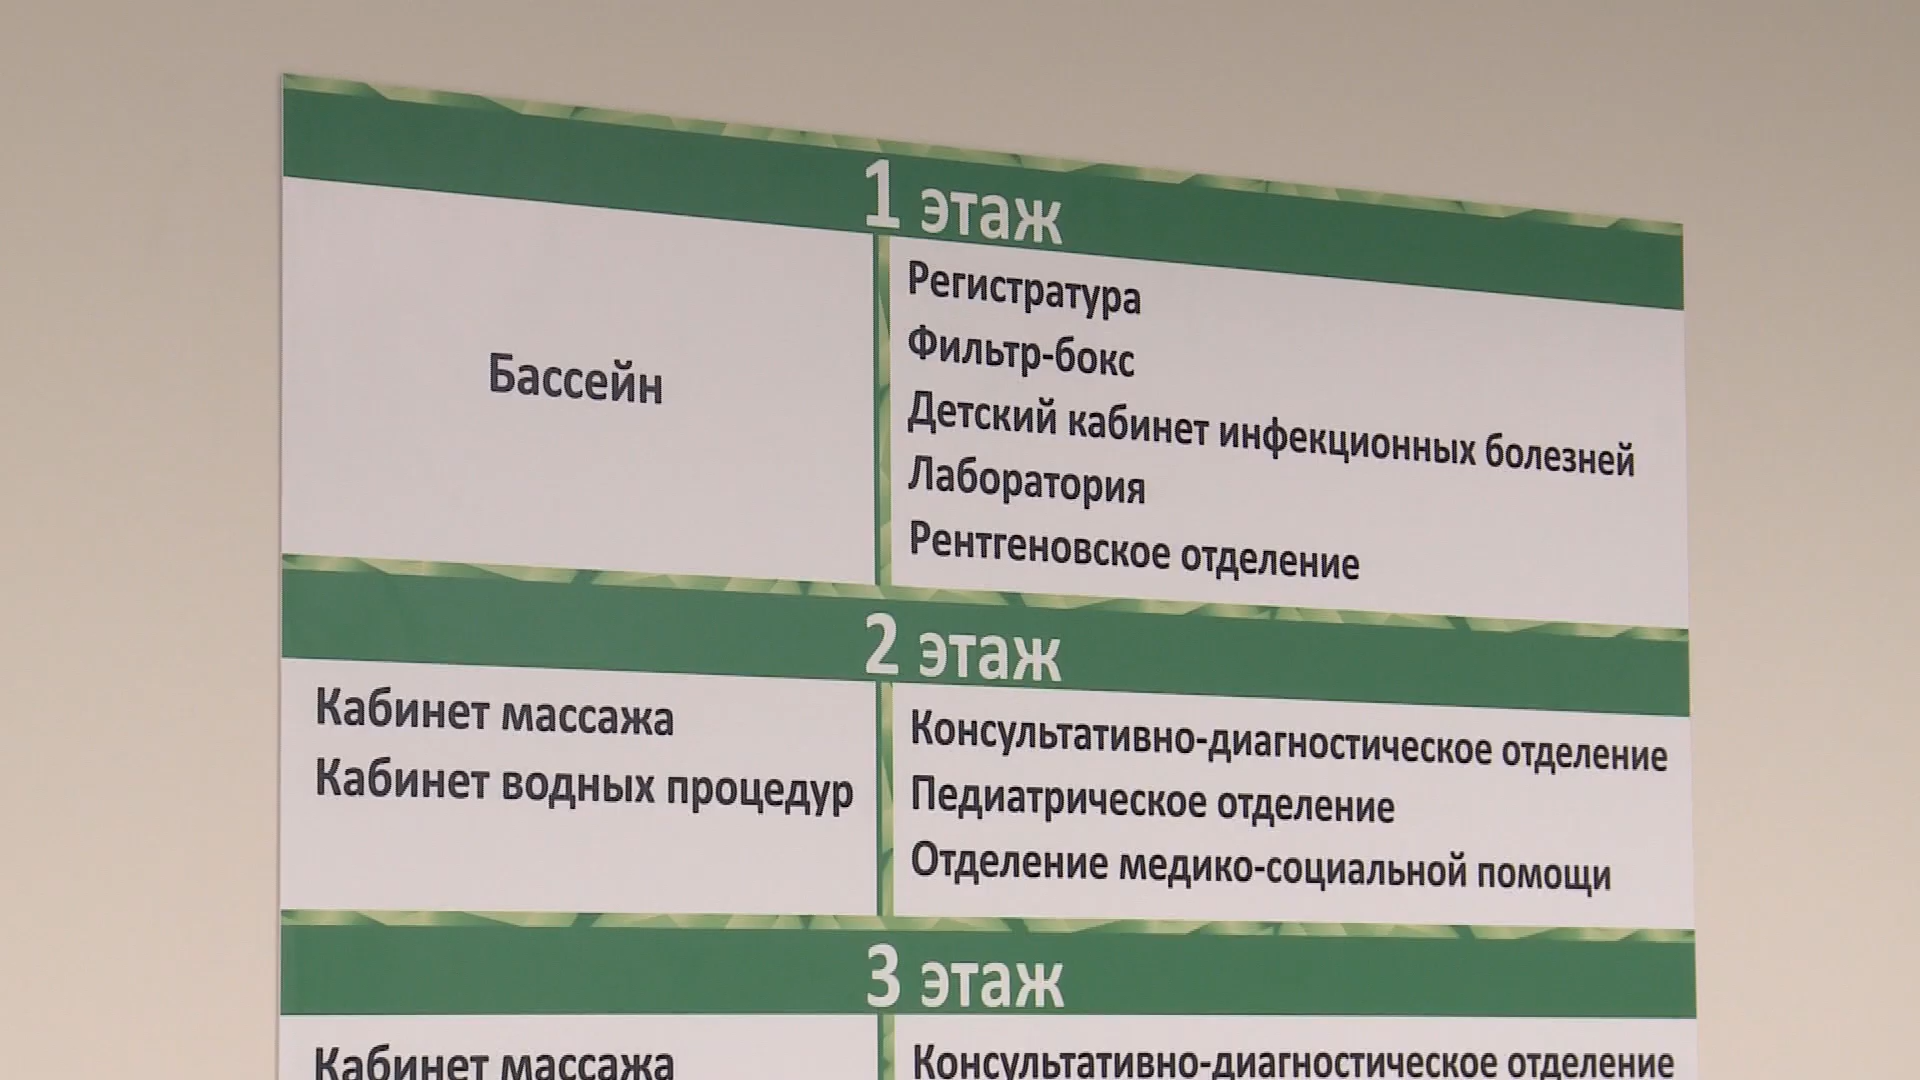 1 этаж
Бассейн
Регистратура
Фильтр-бокс
Детский кабинет инфекционных болезней
Лаборатория
Рентгеновское отделение
2 этаж
Кабинет массажа
Кабинет водных процедур
Консультативно-диагностическое отделение
Педиатрическое отделение
Отделение медико-социальной помощи
3 этаж
Кабинет массажа
Консультативно-диагностическое отделение